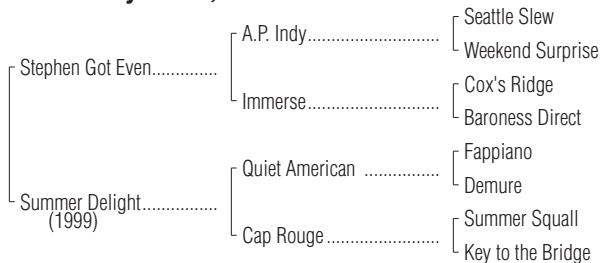 Seattle Slew
A.P. Indy..............................
Weekend Surprise
Stephen Got Even...............
Cox's Ridge
Immerse..............................
Baroness Direct
Fappiano
Quiet American .................
Demure
Summer Delight.................
(1999)
Summer Squall
Cap Rouge..........................
Key to the Bridge